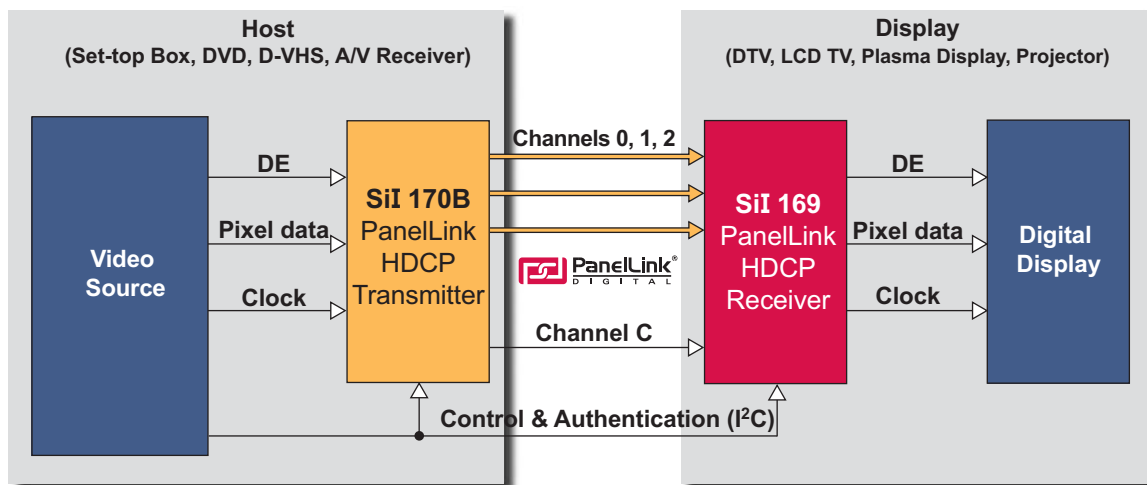 Host
(Set-top Box, DVD, D-VHS, A/V Receiver)
Display
(DTV, LCD TV, Plasma Display, Projector)
Video
Source
DE
Pixel data
Clock
SiI 170B
PanelLink
HDCP
Transmitter
Channels 0, 1, 2
PanelLink®
DIGITAL
Channel C
Control & Authentication (I²C)
SiI 169
PanelLink
HDCP
Receiver
DE
Pixel data
Clock
Digital
Display